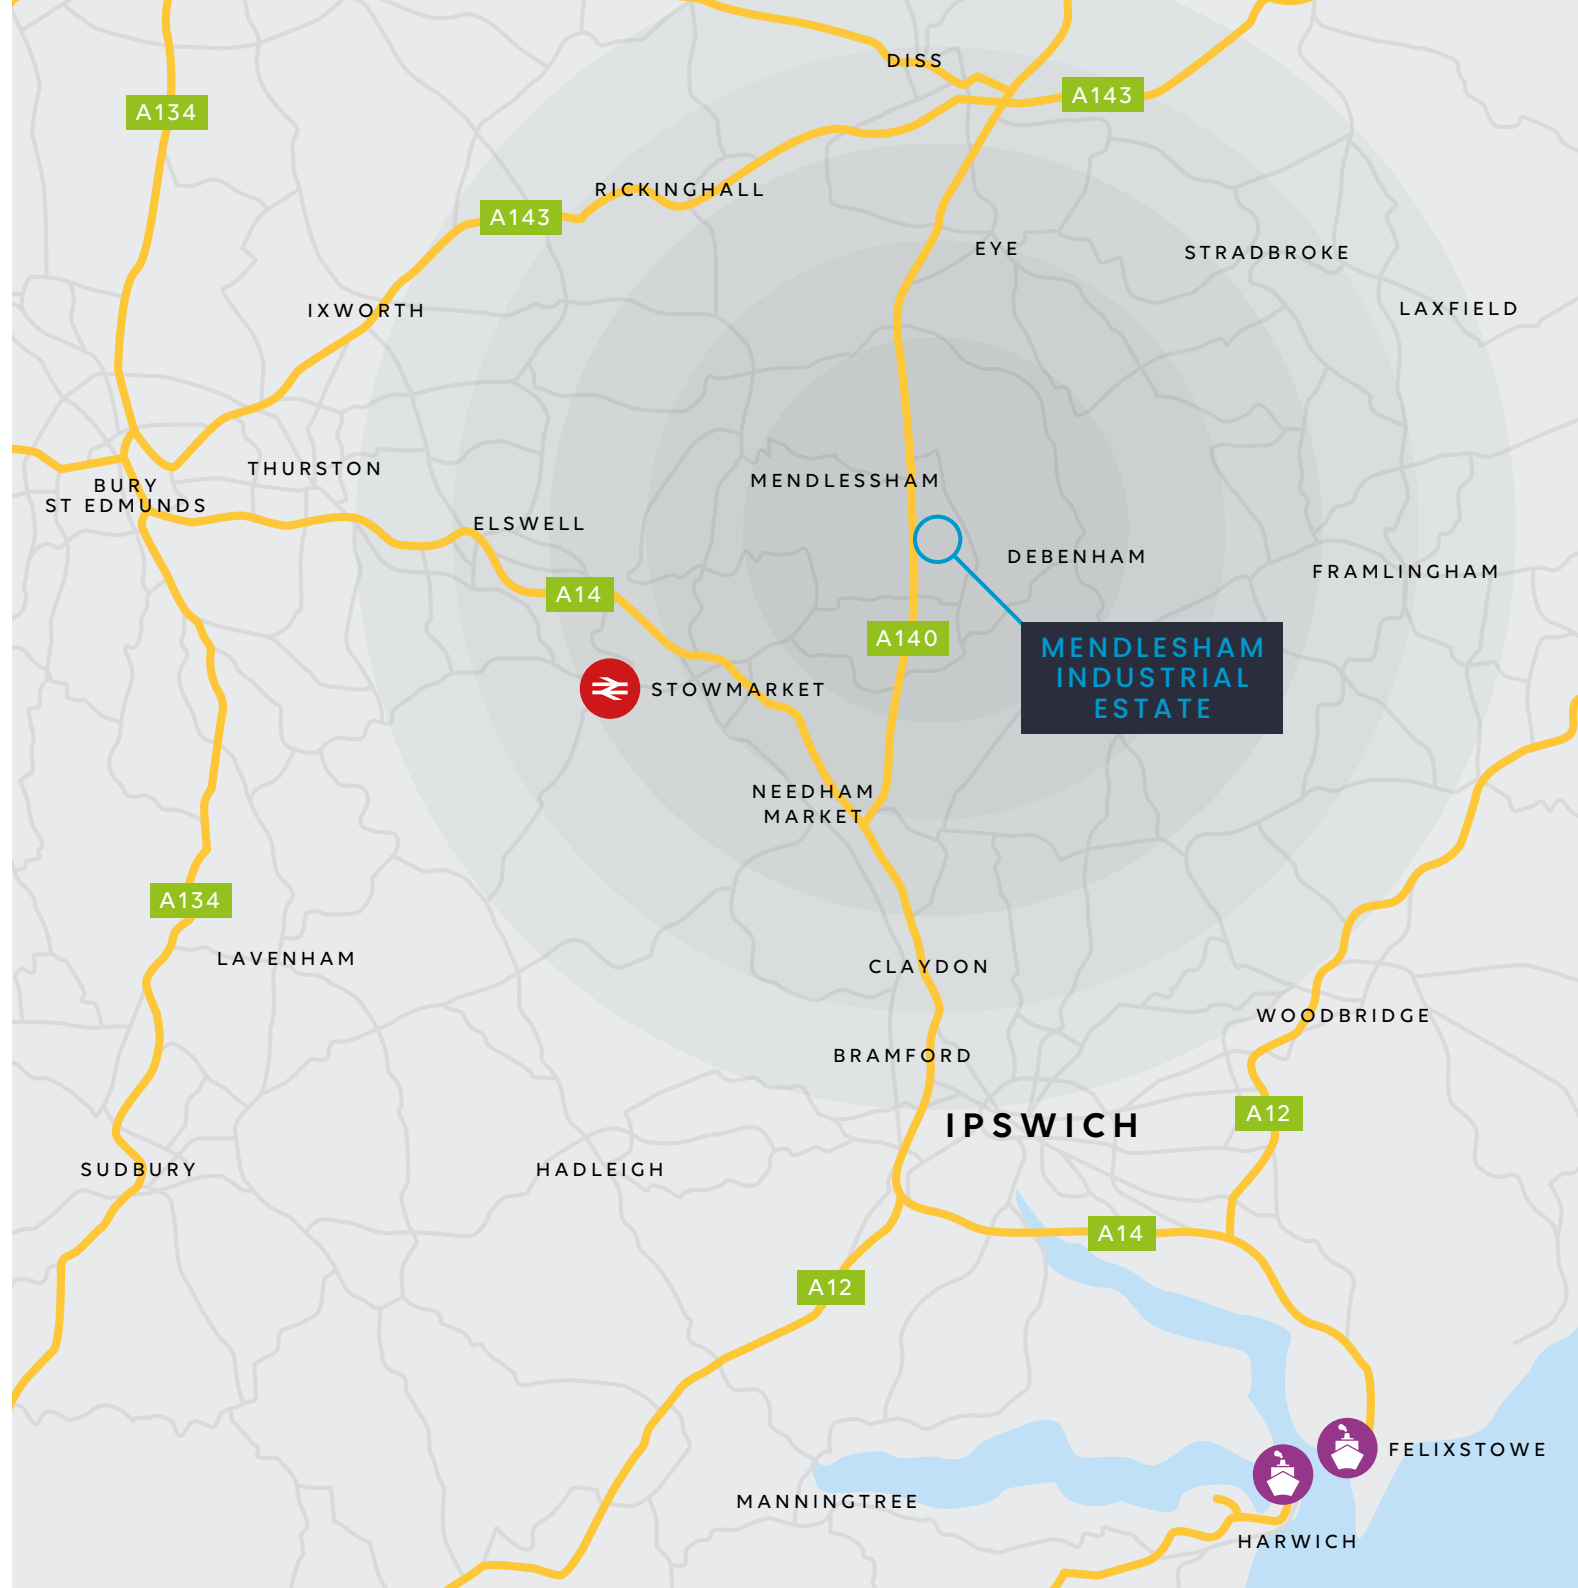 DISS
A143
A134
RICKINGHALL
A143
EYE
STRADBROKE
IXWORTH
LAXFIELD
THURSTON
MENDLESSHAM
BURY
ST EDMUNDS
ELSWELL
DEBENHAM
FRAMLINGHAM
A14
A140
MENDLESHAM
INDUSTRIAL
ESTATE
STOWMARKET
NEEDHAM
MARKET
A134
LAVENHAM
CLAYDON
WOODBRIDGE
BRAMFORD
A12
IPSWICH
SUDBURY
HADLEIGH
A14
A12
FELIXSTOWE
MANNINGTREE
HARWICH